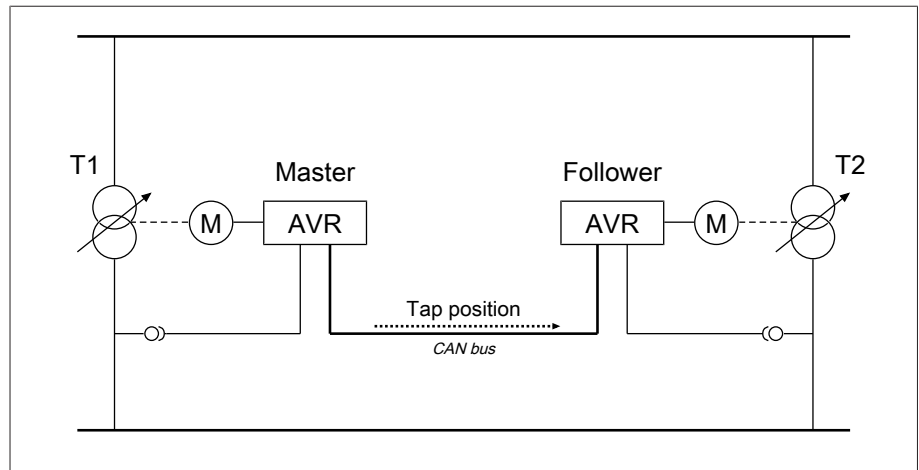 T1
Master
Follower
T2
M
AVR
AVR
M
Tap position
CAN bus